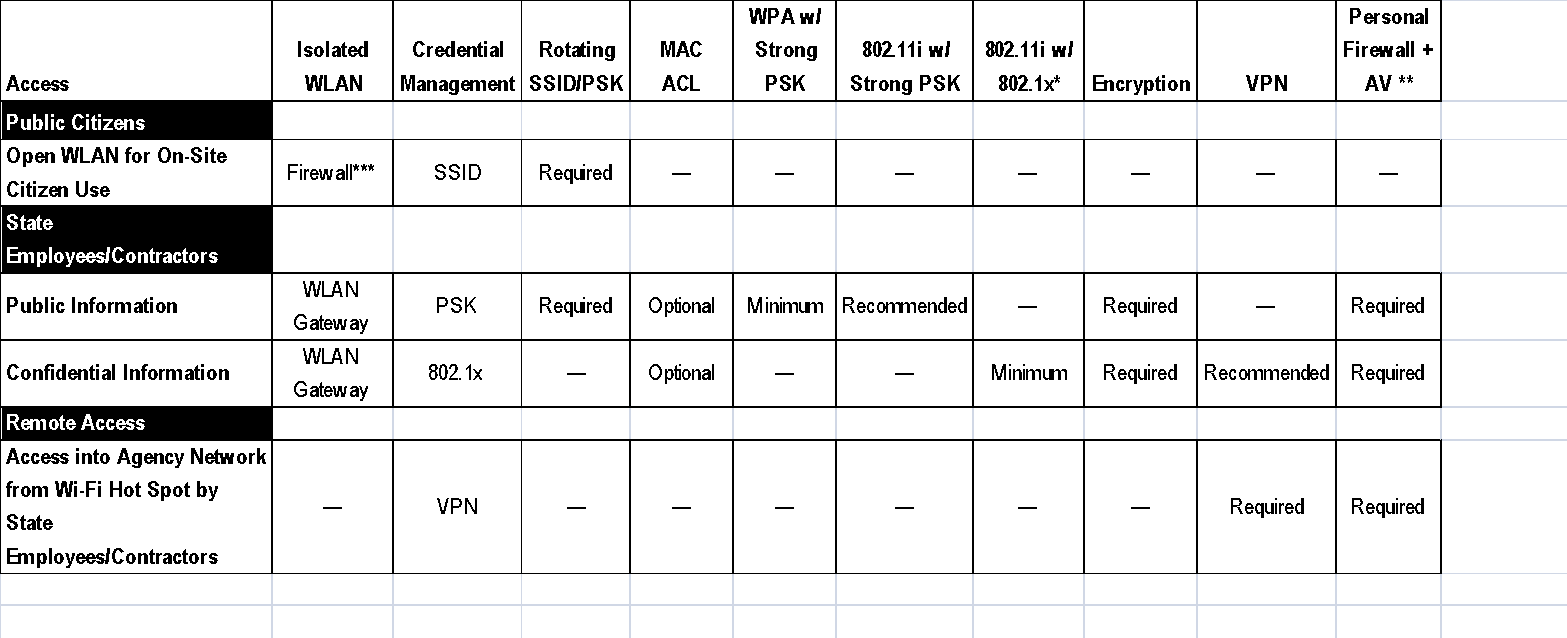 Access
Isolated
WLAN
Credential
Management
Rotating
SSID/PSK
MAC
ACL
WPA w/
Strong
PSK
802.11i w/
Strong PSK
802.11i w/
802.1x*
Encryption
VPN
Personal
Firewall +
AV **
Public Citizens
Open WLAN for On-Site
Citizen Use
Firewall***
SSID
Required
—
—
—
—
—
—
—
State
Employees/Contractors
Public Information
WLAN
Gateway
PSK
Required
Optional
Minimum
Recommended
—
Required
—
Required
Confidential Information
WLAN
Gateway
802.1x
—
Optional
—
—
Minimum
Required
Recommended
Required
Remote Access
Access into Agency Network
from Wi-Fi Hot Spot by
State
Employees/Contractors
—
VPN
—
—
—
—
—
—
Required
Required